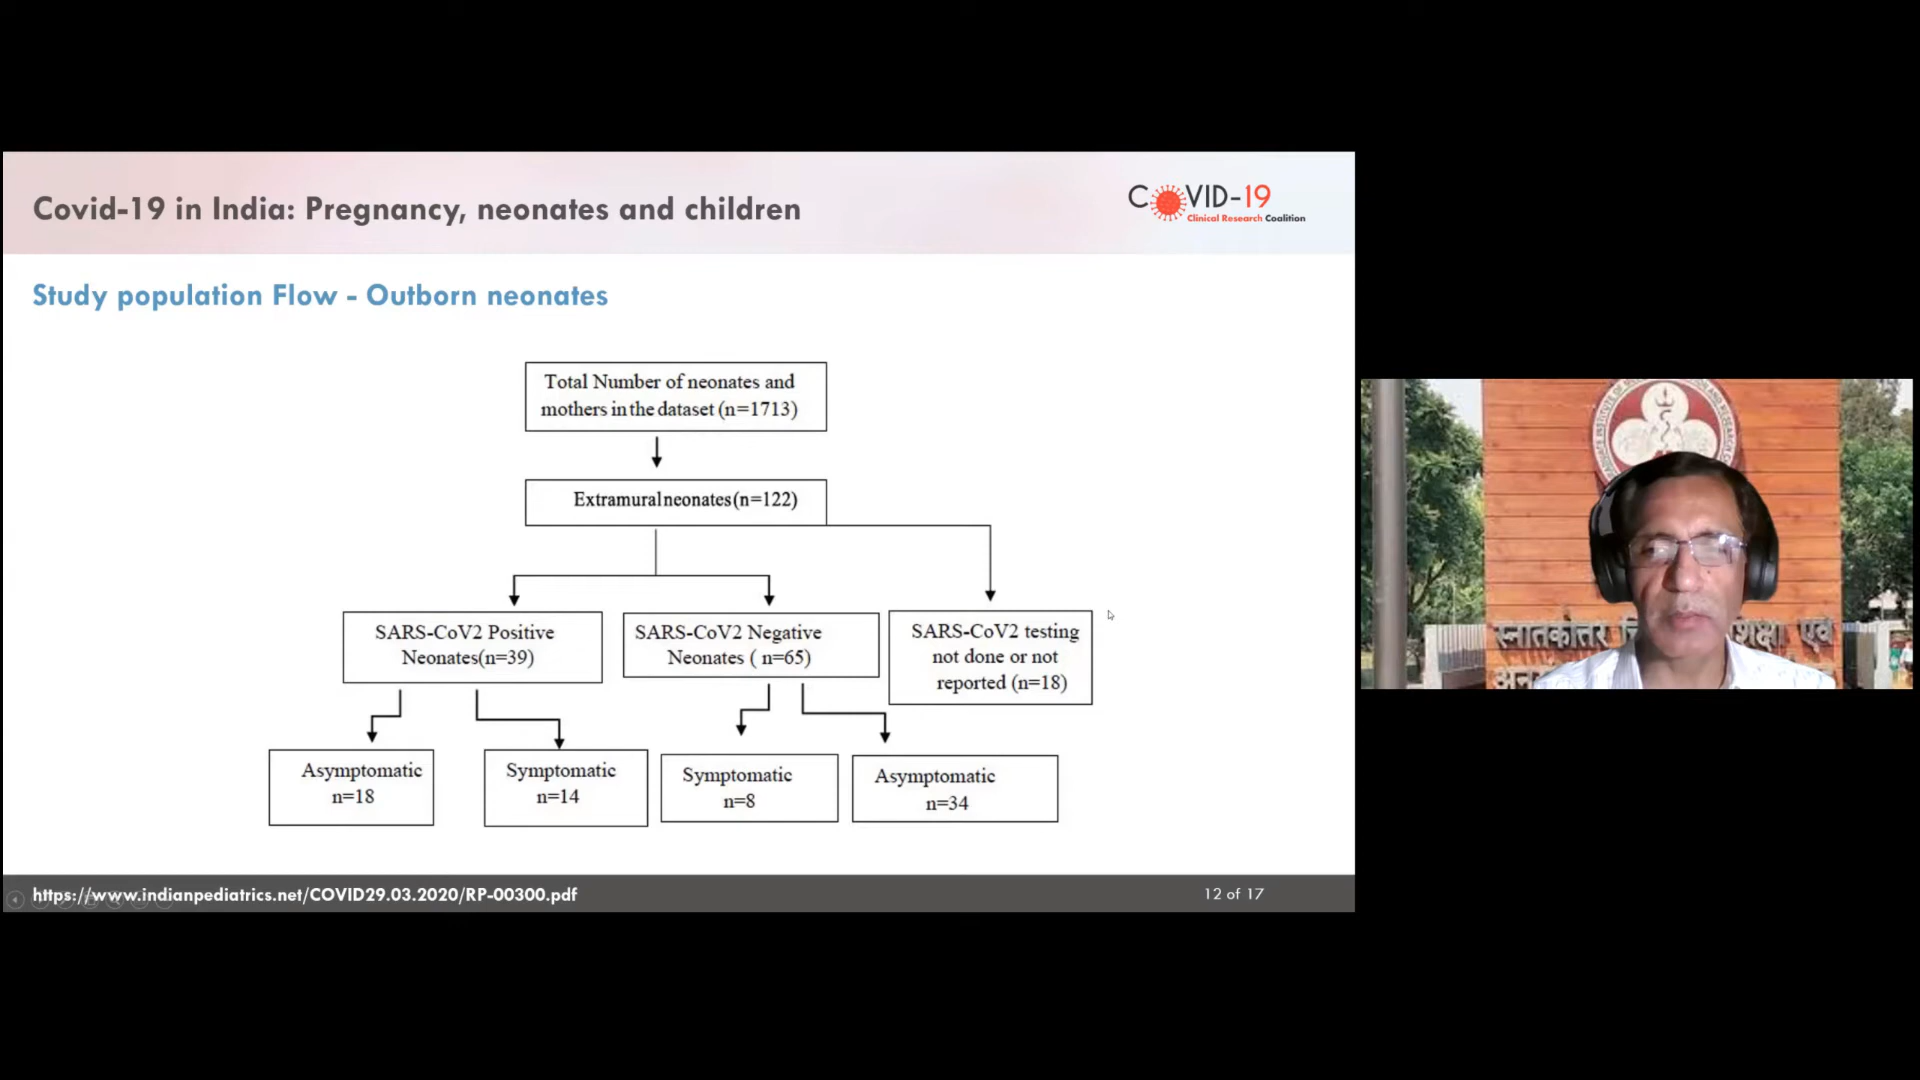 Covid-19 in India: Pregnancy, neonates and children
COVID-19
Clinical Research Coalition
Study population Flow - Outborn neonates
Total Number of neonates and
mothers in the dataset (n=1713)
Extramural neonates (n=122)
SARS-CoV2 Positive
Neonates(n=39)
SARS-CoV2 Negative
Neonates ( n=65)
SARS-CoV2 testing
not done or not
reported (n=18)
Asymptomatic
n=18
Symptomatic
n=14
Symptomatic
n=8
Asymptomatic
n=34
https://www.indianpediatrics.net/COVID29.03.2020/RP-00300.pdf
12 of 17
स्नातकोत्तर शिक्षा एवं